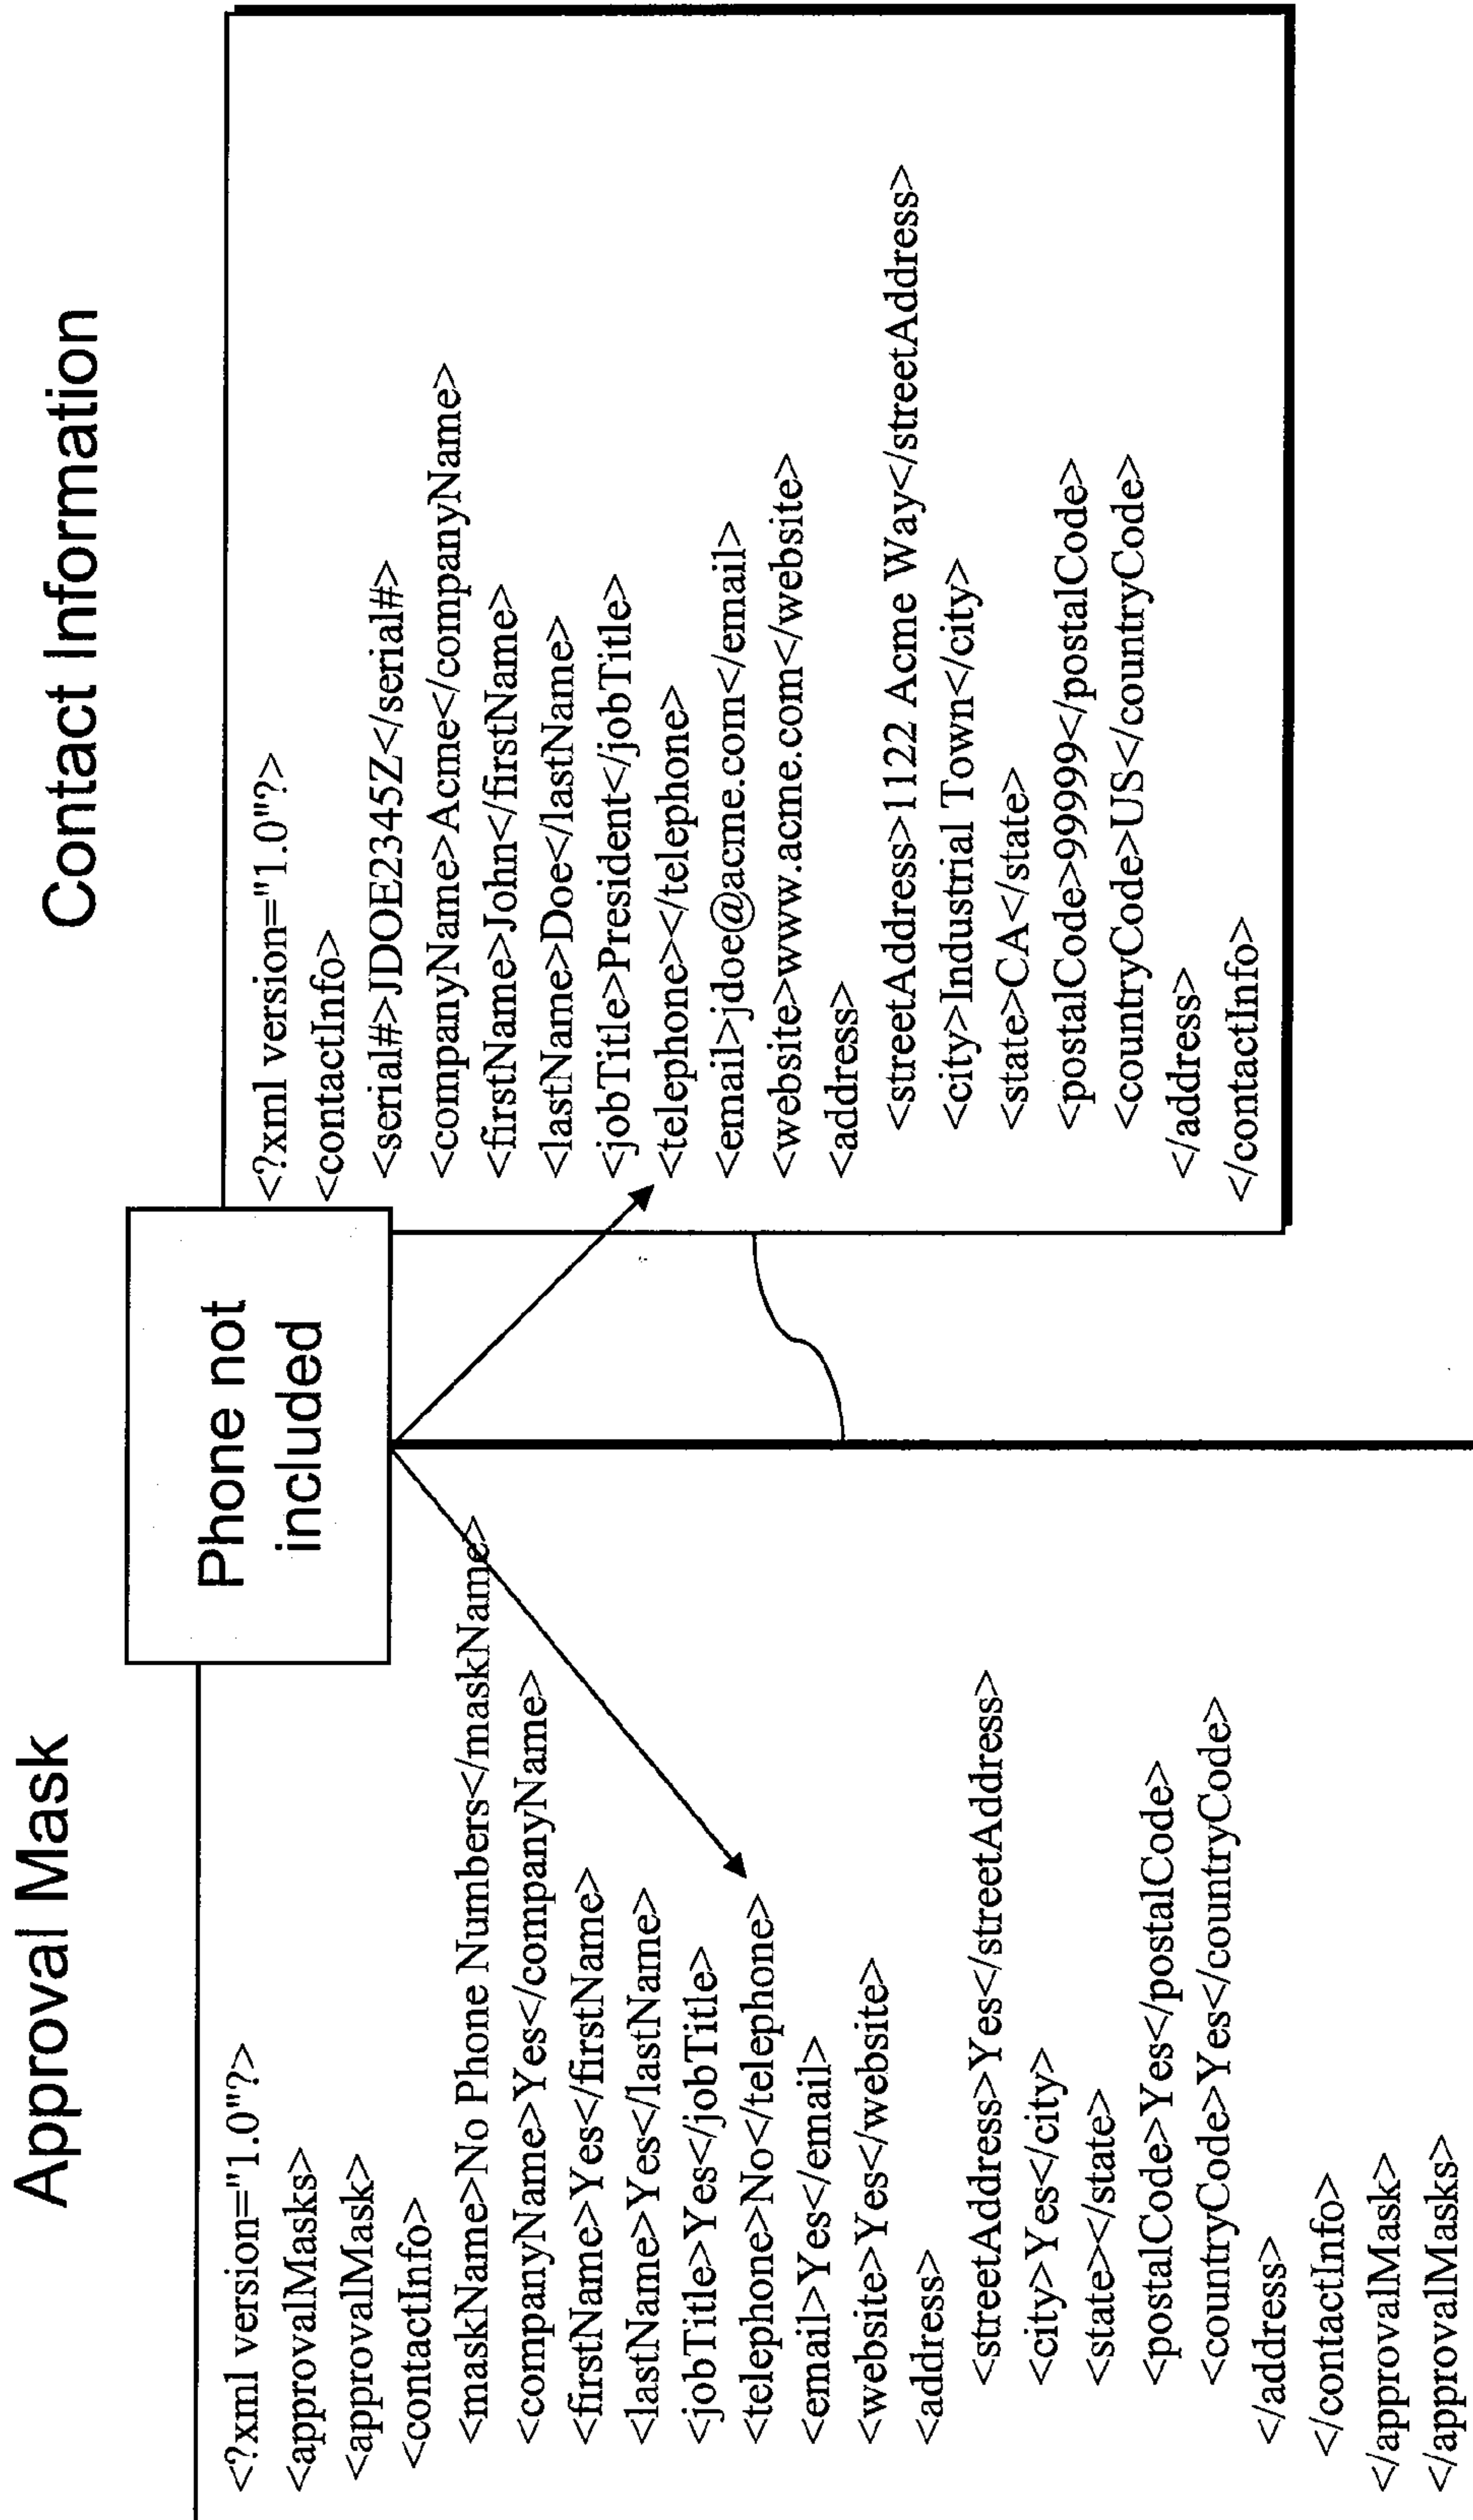 Approval Mask
<?xml version="1.0"?>
<approvalMasks>
<approvalMask>
<contactInfo>
<maskName>No Phone Numbers</maskName>
<companyName>Yes</companyName>
<firstName>Yes</firstName>
<lastName>Yes</lastName>
<jobTitle>Yes</jobTitle>
<telephone>No</telephone>
<email>Yes</email>
<website>Yes</website>
<address>
<streetAddress>Yes</streetAddress>
<city>Yes</city>
<state></state>
<postalCode>Yes</postalCode>
<countryCode>Yes</countryCode>
</address>
</contactInfo>
</approvalMask>
</approvalMasks>
Phone not
included
Contact Information
<?xml version="1.0"?>
<contactInfo>
<serial#>JDOE2345Z</serial#>
<companyName>Acme</companyName>
<firstName>John</firstName>
<lastName>Doe</lastName>
<jobTitle>President</jobTitle>
<telephone></telephone>
<email>jdoe@acme.com</email>
<website>www.acme.com</website>
<address>
<streetAddress>1122 Acme Way</streetAddress>
<city>Industrial Town</city>
<state>CA</state>
<postalCode>99999</postalCode>
<countryCode>US</countryCode>
</address>
</contactInfo>